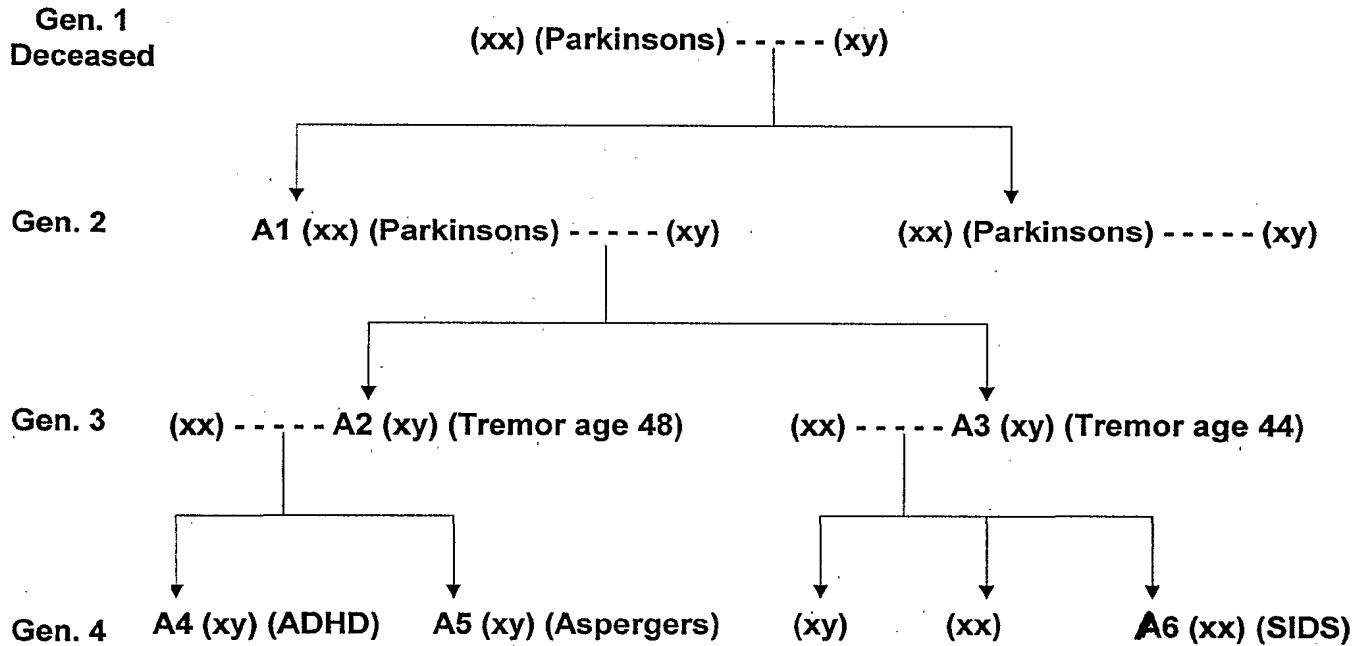 Gen. 1
Deceased
(xx) (Parkinsons) - - - - - (xy)
Gen. 2
A1 (xx) (Parkinsons) - - - - - (xy)
(xx) (Parkinsons) - - - - - (xy)
Gen. 3
(xx) - - - - - A2 (xy) (Tremor age 48)
(xx) - - - - - A3 (xy) (Tremor age 44)
Gen. 4
A4 (xy) (ADHD)
A5 (xy) (Aspergers)
(xy)
(xx)
A6 (xx) (SIDS)